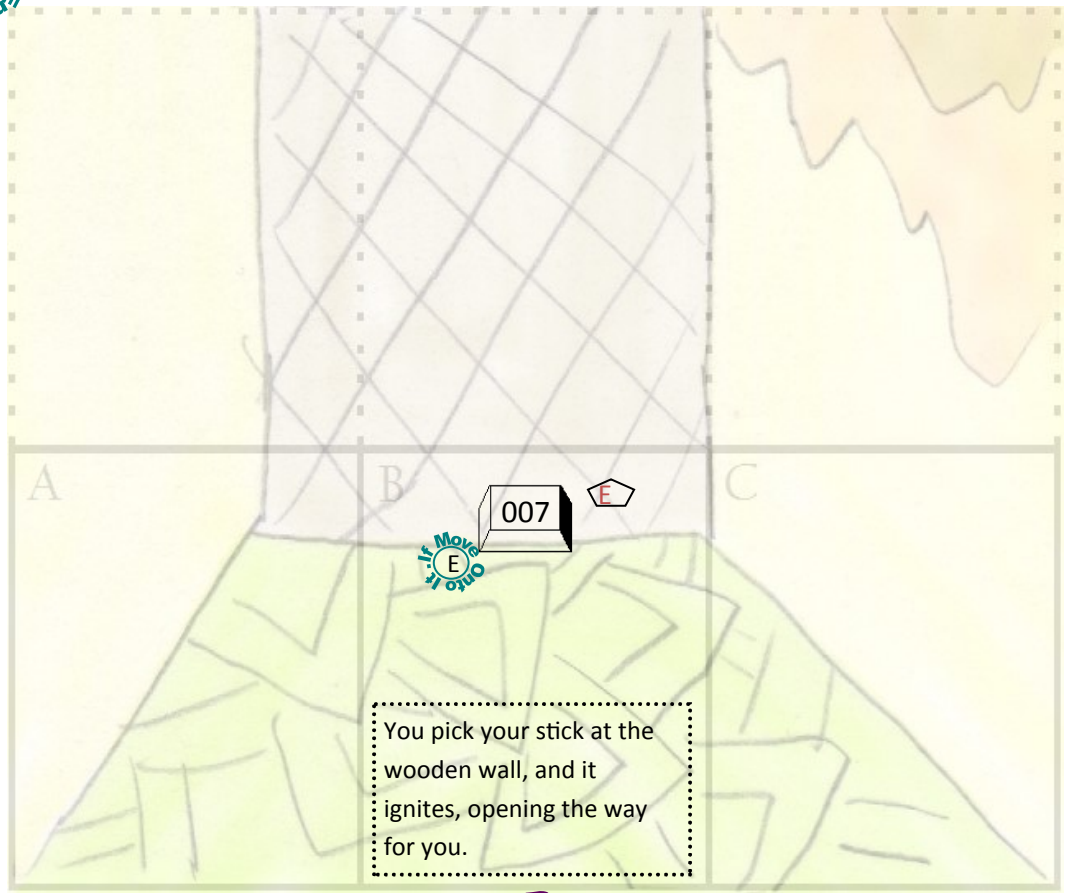 A
B
C
007
E
If Move Onto It.
E
You pick your stick at the
wooden wall, and it
ignites, opening the way
for you.